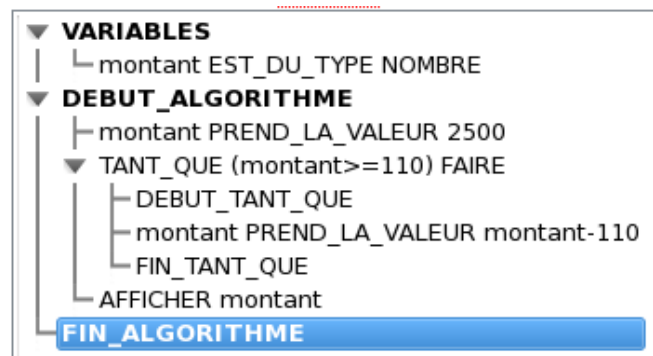 VARIABLES
montant EST_DU_TYPE NOMBRE
DEBUT_ALGORITHME
montant PREND_LA_VALEUR 2500
TANT_QUE (montant>=110) FAIRE
DEBUT_TANT_QUE
montant PREND_LA_VALEUR montant-110
FIN_TANT_QUE
AFFICHER montant
FIN_ALGORITHME